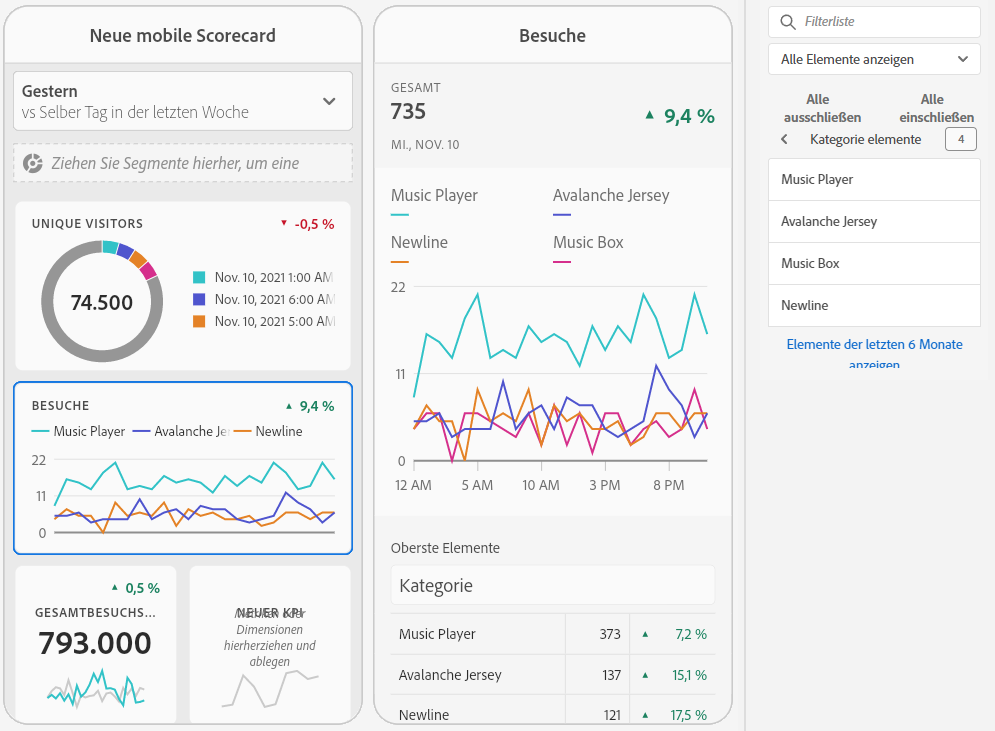 Neue mobile Scorecard
Gestern
vs Selber Tag in der letzten Woche
Ziehen Sie Segmente hierher, um eine
UNIQUE VISITORS
-0,5 %
74.500
Nov. 10, 2021 1:00 AM
Nov. 10, 2021 6:00 AM
Nov. 10, 2021 5:00 AM
BESUCHE
9,4 %
Music Player
Avalanche Je
Newline
22
11
0
0,5 %
GESAMTBESUCHS...
793.000
NEUER KPI
Metriken oder
Dimensionen
hierherziehen und
ablegen
Besuche
GESAMT
735
9,4 %
MI., NOV. 10
Music Player
Avalanche Jersey
Newline
Music Box
22
11
0
12 AM 5 AM 10 AM 3 PM 8 PM
Oberste Elemente
Kategorie
Music Player 373 7,2 %
Avalanche Jersey 137 15,1 %
Newline 121 17,5 %
Filterliste
Alle Elemente anzeigen
Alle ausschließen
Alle einschließen
Kategorie elemente 4
Music Player
Avalanche Jersey
Music Box
Newline
Elemente der letzten 6 Monate
anzeigen